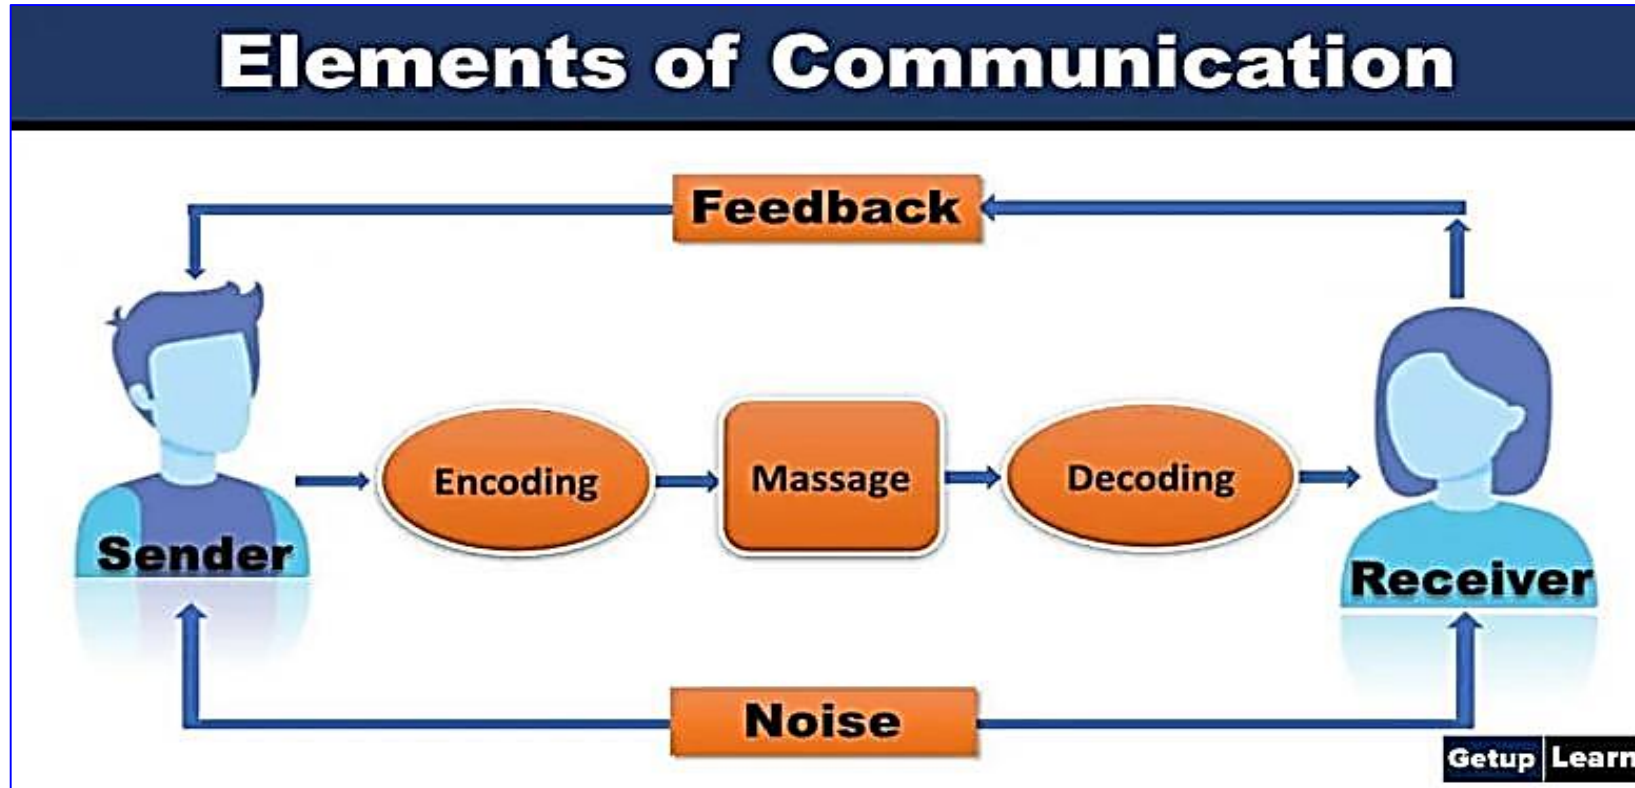 Elements of Communication
Feedback
Encoding
Massage
Decoding
Sender
Receiver
Noise
Getup Learn